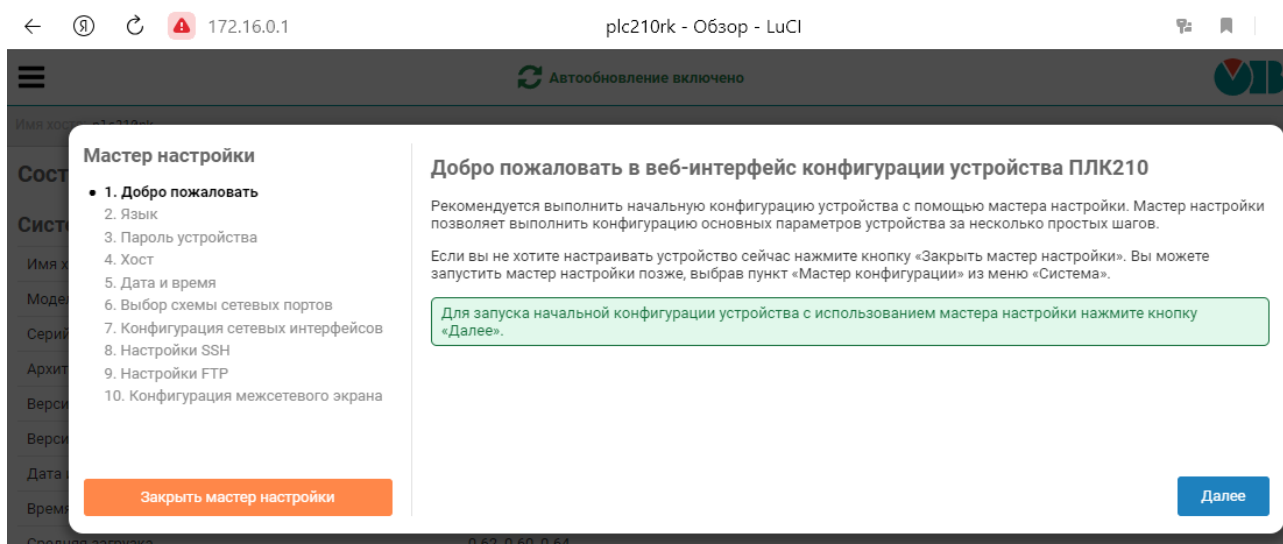 172.16.0.1
plc210rk - Обзор - LuCI
Автообновление включено
Мастер настройки
1. Добро пожаловать
2. Язык
3. Пароль устройства
4. Хост
5. Дата и время
6. Выбор схемы сетевых портов
7. Конфигурация сетевых интерфейсов
8. Настройки SSH
9. Настройки FTP
10. Конфигурация межсетевого экрана
Закрыть мастер настройки
Добро пожаловать в веб-интерфейс конфигурации устройства ПЛК210
Рекомендуется выполнить начальную конфигурацию устройства с помощью мастера настройки. Мастер настройки
позволяет выполнить конфигурацию основных параметров устройства за несколько простых шагов.
Если вы не хотите настраивать устройство сейчас нажмите кнопку «Закрыть мастер настройки». Вы можете
запустить мастер настройки позже, выбрав пункт «Мастер конфигурации» из меню «Система».
Для запуска начальной конфигурации устройства с использованием мастера настройки нажмите кнопку
«Далее».
Далее